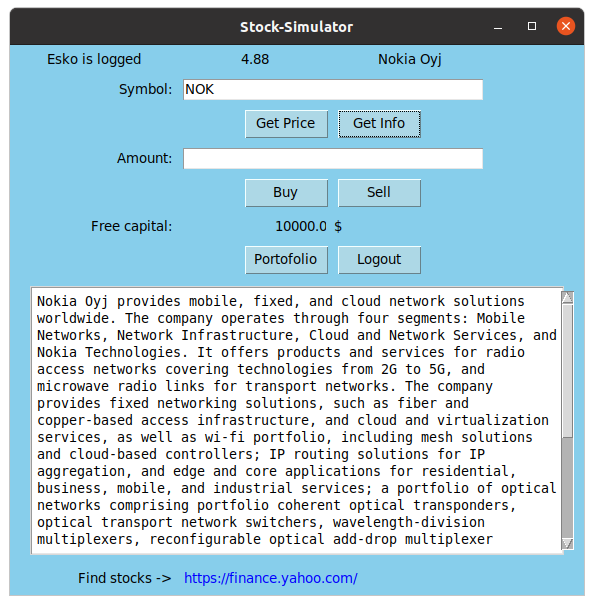 Stock-Simulator
Esko is logged 4.88 Nokia Oyj
Symbol: NOK
Get Price Get Info
Amount:
Buy Sell
Free capital: 10000.0 $
Portofolio Logout
Nokia Oyj provides mobile, fixed, and cloud network solutions
worldwide. The company operates through four segments: Mobile
Networks, Network Infrastructure, Cloud and Network Services, and
Nokia Technologies. It offers products and services for radio
access networks covering technologies from 2G to 5G, and
microwave radio links for transport networks. The company
provides fixed networking solutions, such as fiber and
copper-based access infrastructure, and cloud and virtualization
services, as well as wi-fi portfolio, including mesh solutions
and cloud-based controllers; IP routing solutions for IP
aggregation, and edge and core applications for residential,
business, mobile, and industrial services; a portfolio of optical
networks comprising portfolio coherent optical transponders,
optical transport network switchers, wavelength-division
multiplexers, reconfigurable optical add-drop multiplexer
Find stocks -> https://finance.yahoo.com/